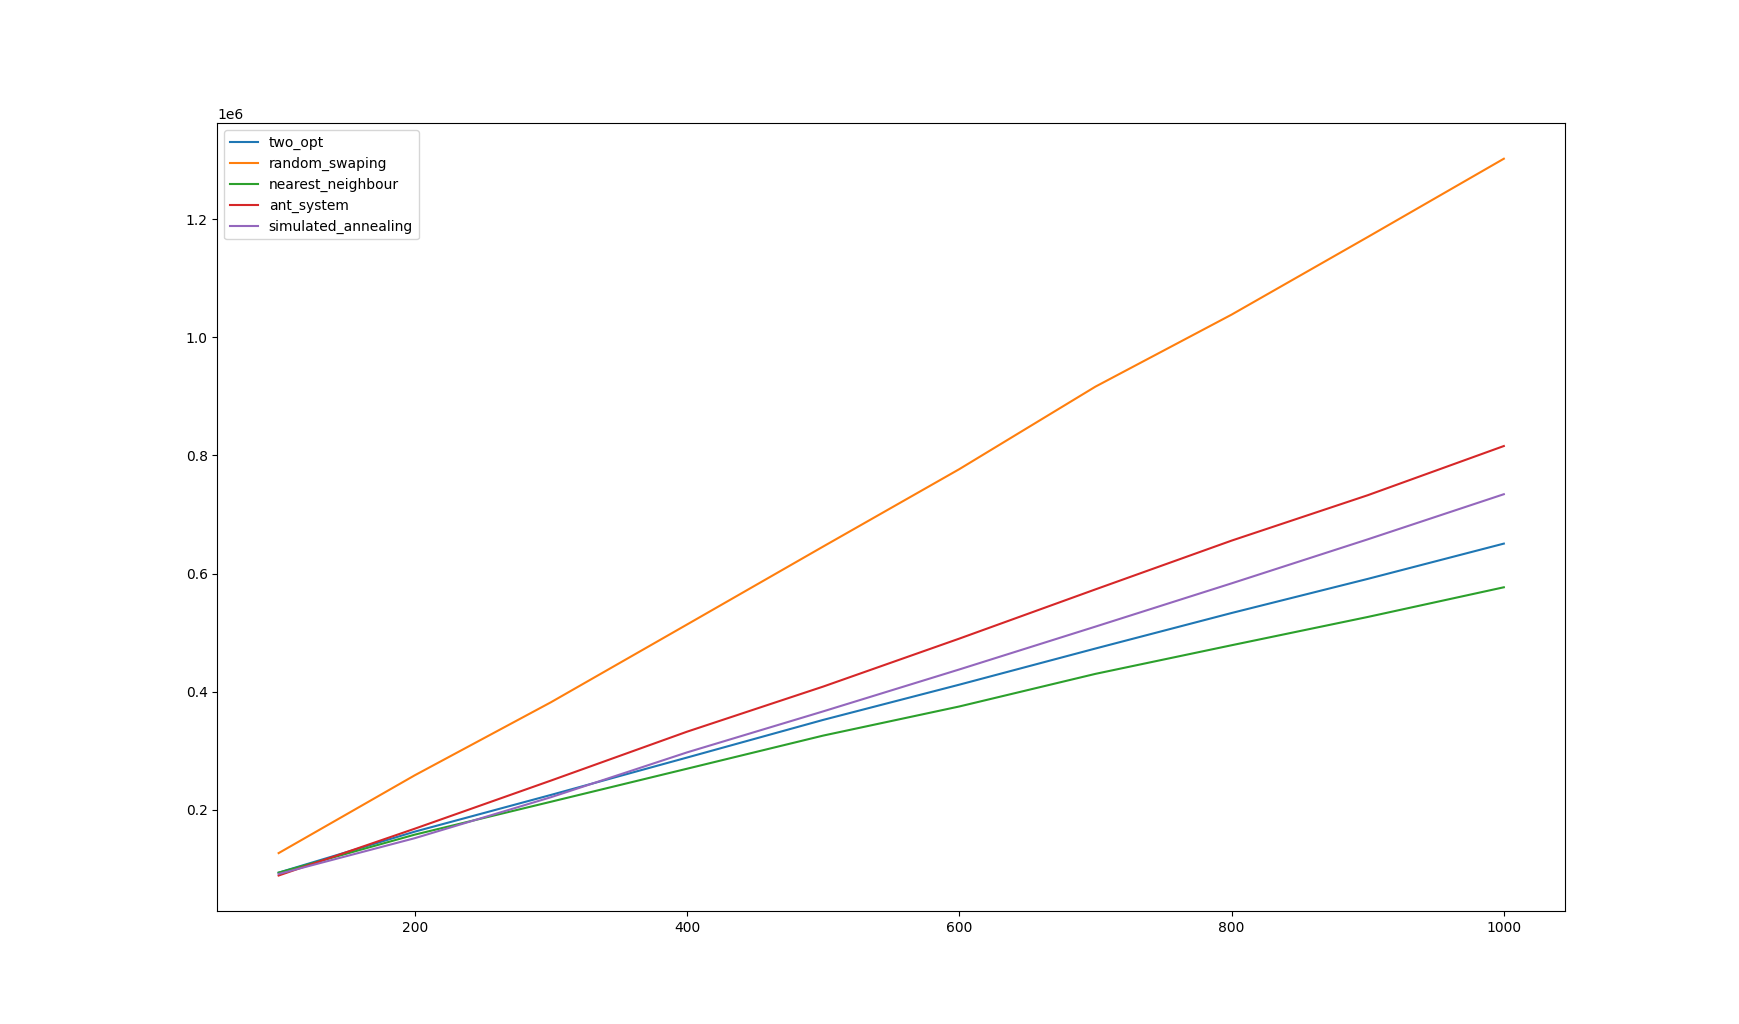 1e6
two_opt
random_swaping
nearest_neighbour
ant_system
simulated_annealing
1.2
1.0
0.8
0.6
0.4
0.2
200 400 600 800 1000